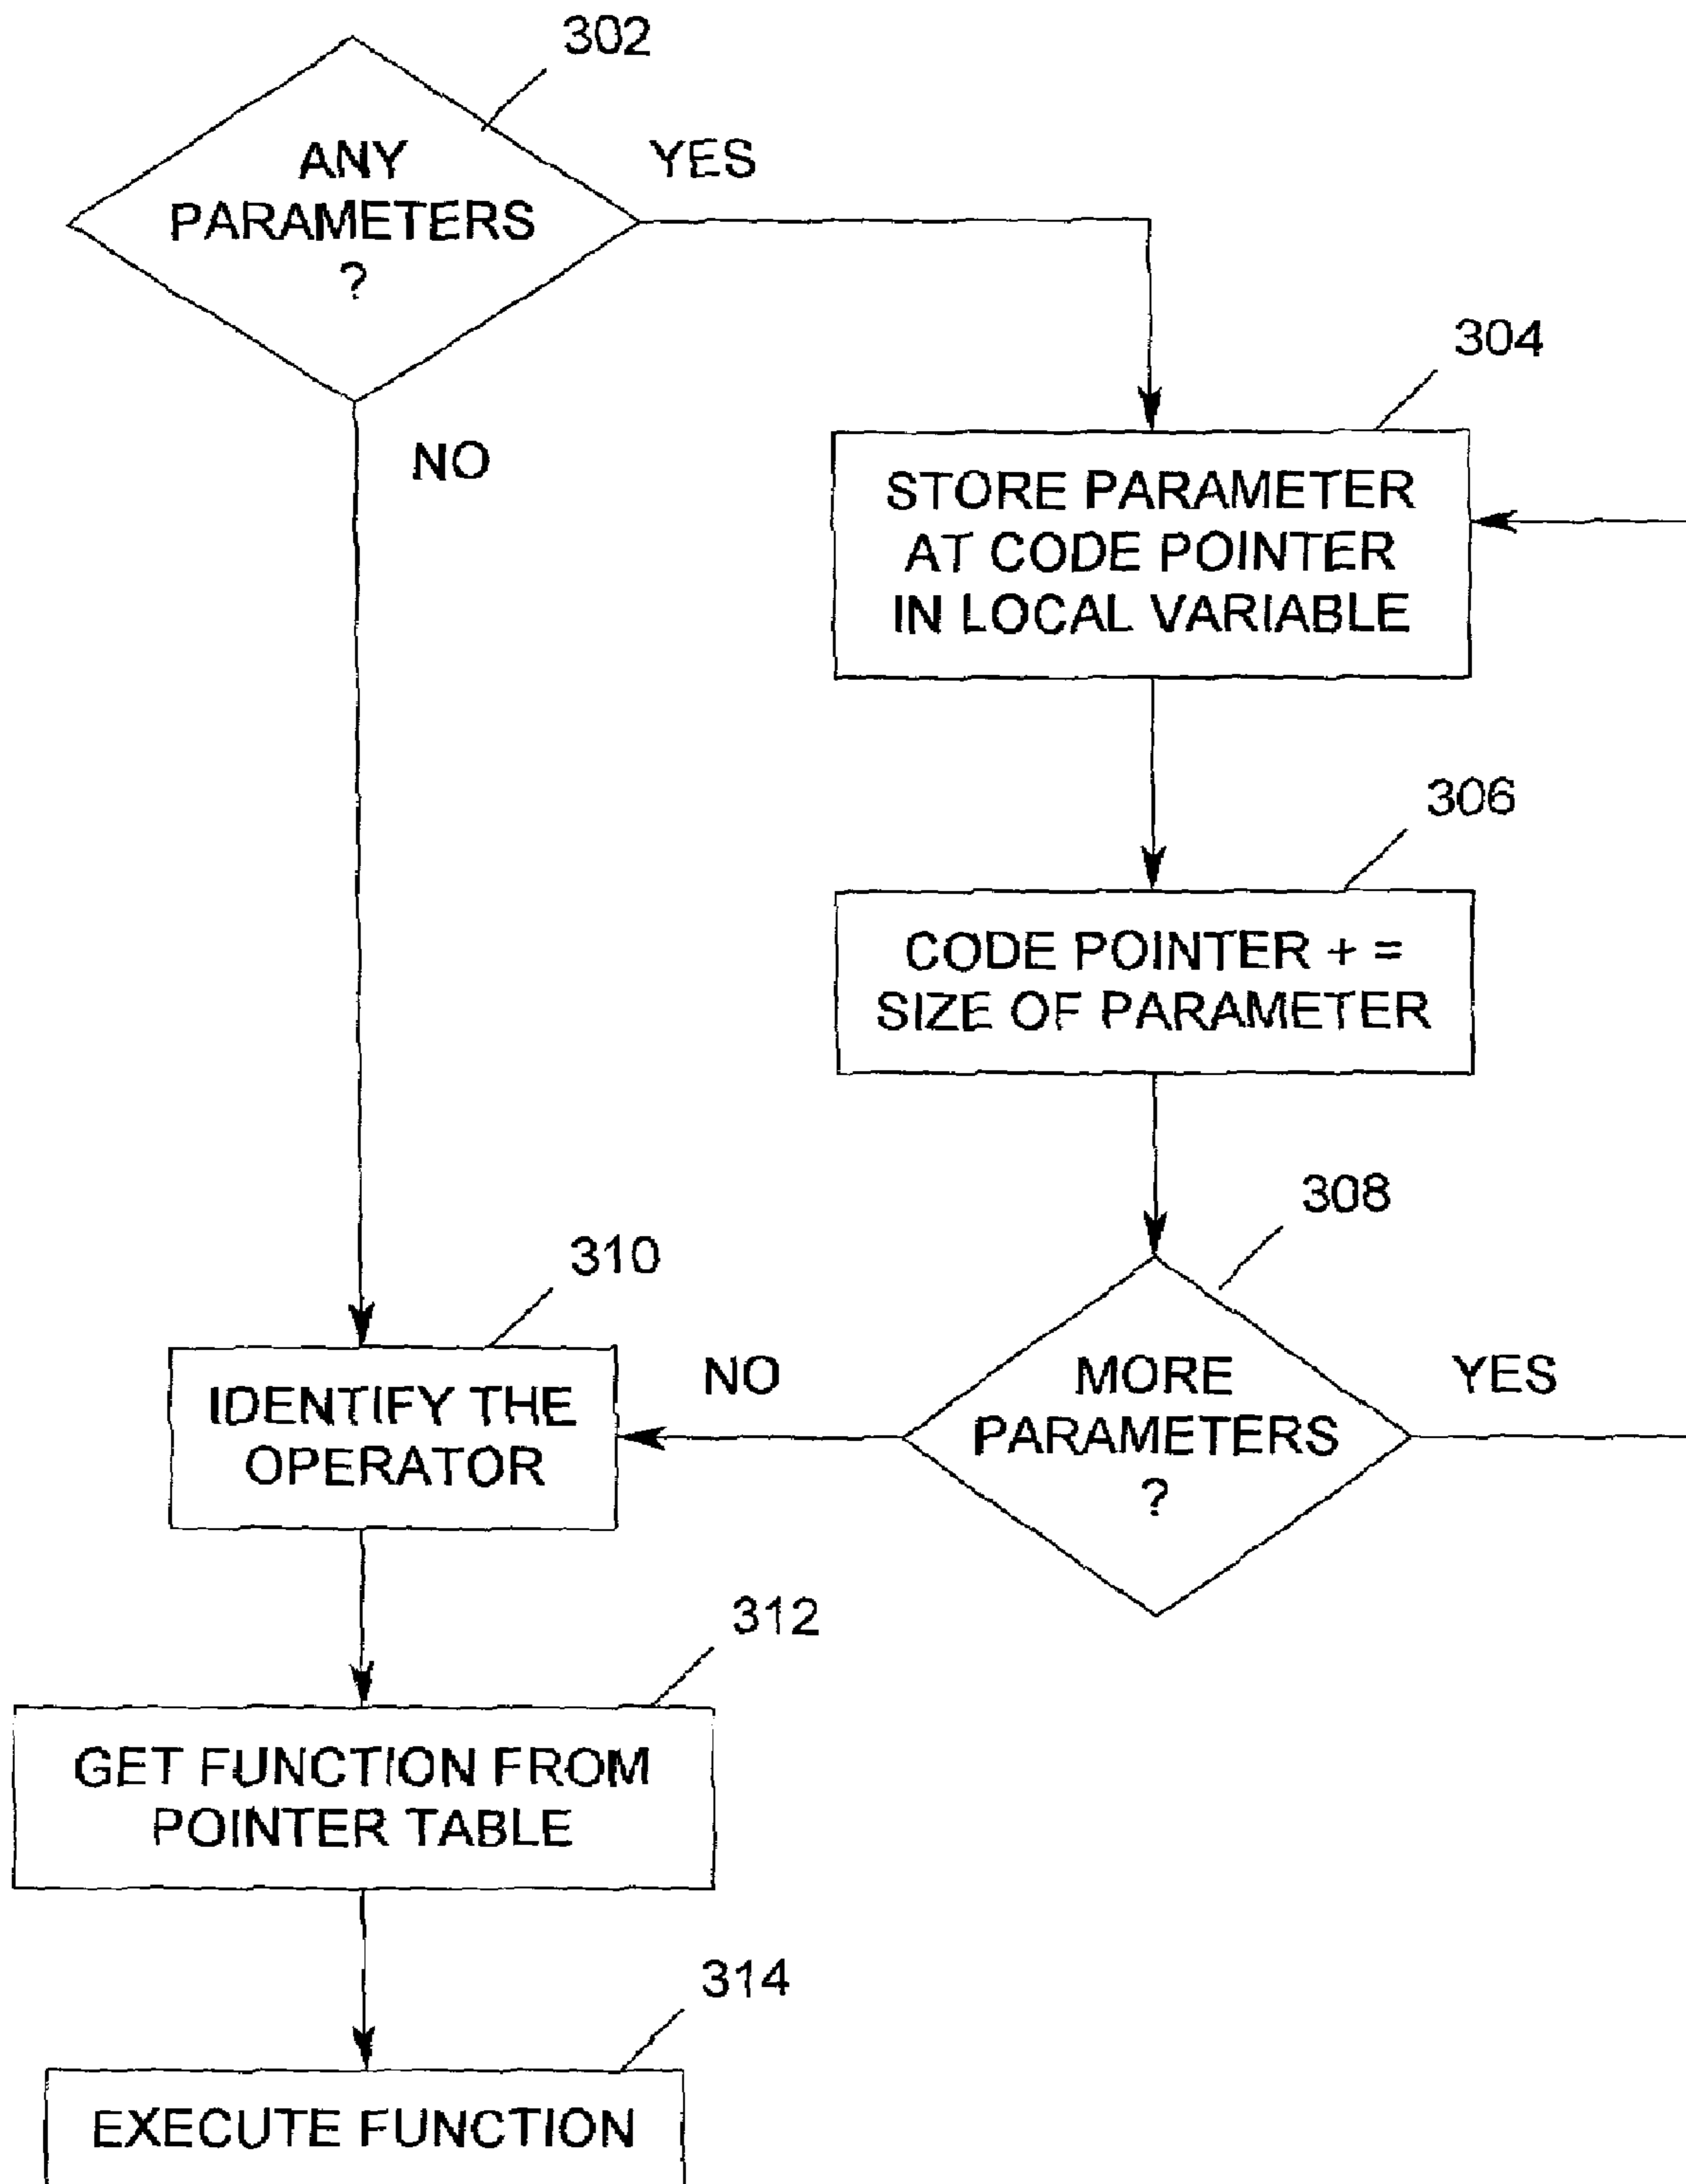 302
ANY
PARAMETERS
?
YES
NO
304
STORE PARAMETER
AT CODE POINTER
IN LOCAL VARIABLE
306
CODE POINTER + =
SIZE OF PARAMETER
308
MORE
PARAMETERS
?
YES
NO
310
IDENTIFY THE
OPERATOR
312
GET FUNCTION FROM
POINTER TABLE
314
EXECUTE FUNCTION